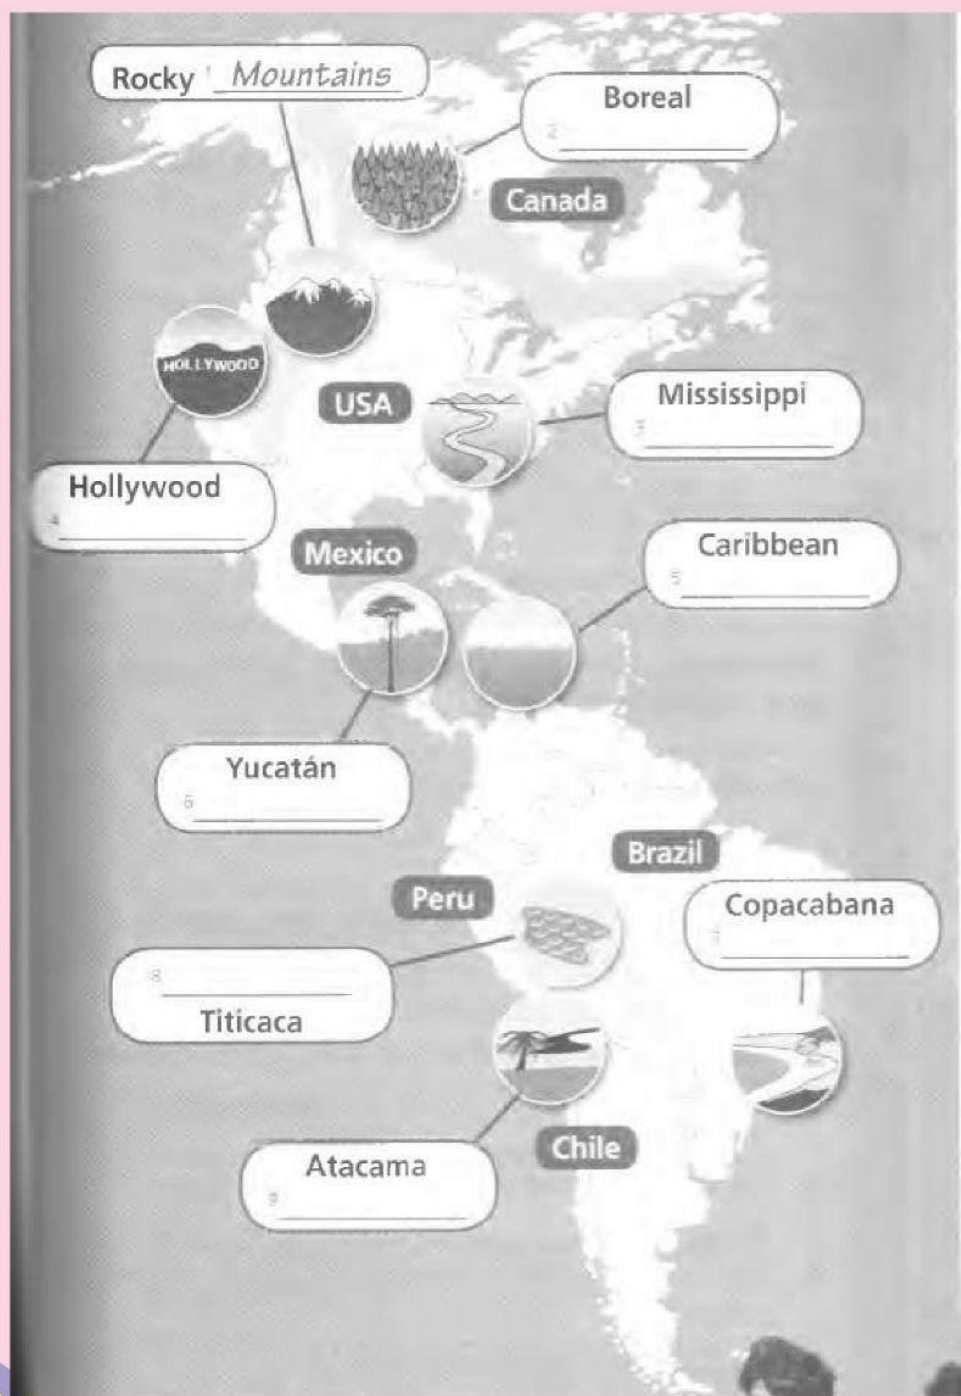 Rocky 1 Mountains
Boreal
2
Canada
HOLLYWOOD
USA
Mississippi
3
Hollywood
4
Mexico
Caribbean
5
Yucatán
6
Brazil
Peru
Copacabana
7
8
Titicaca
Chile
Atacama
9